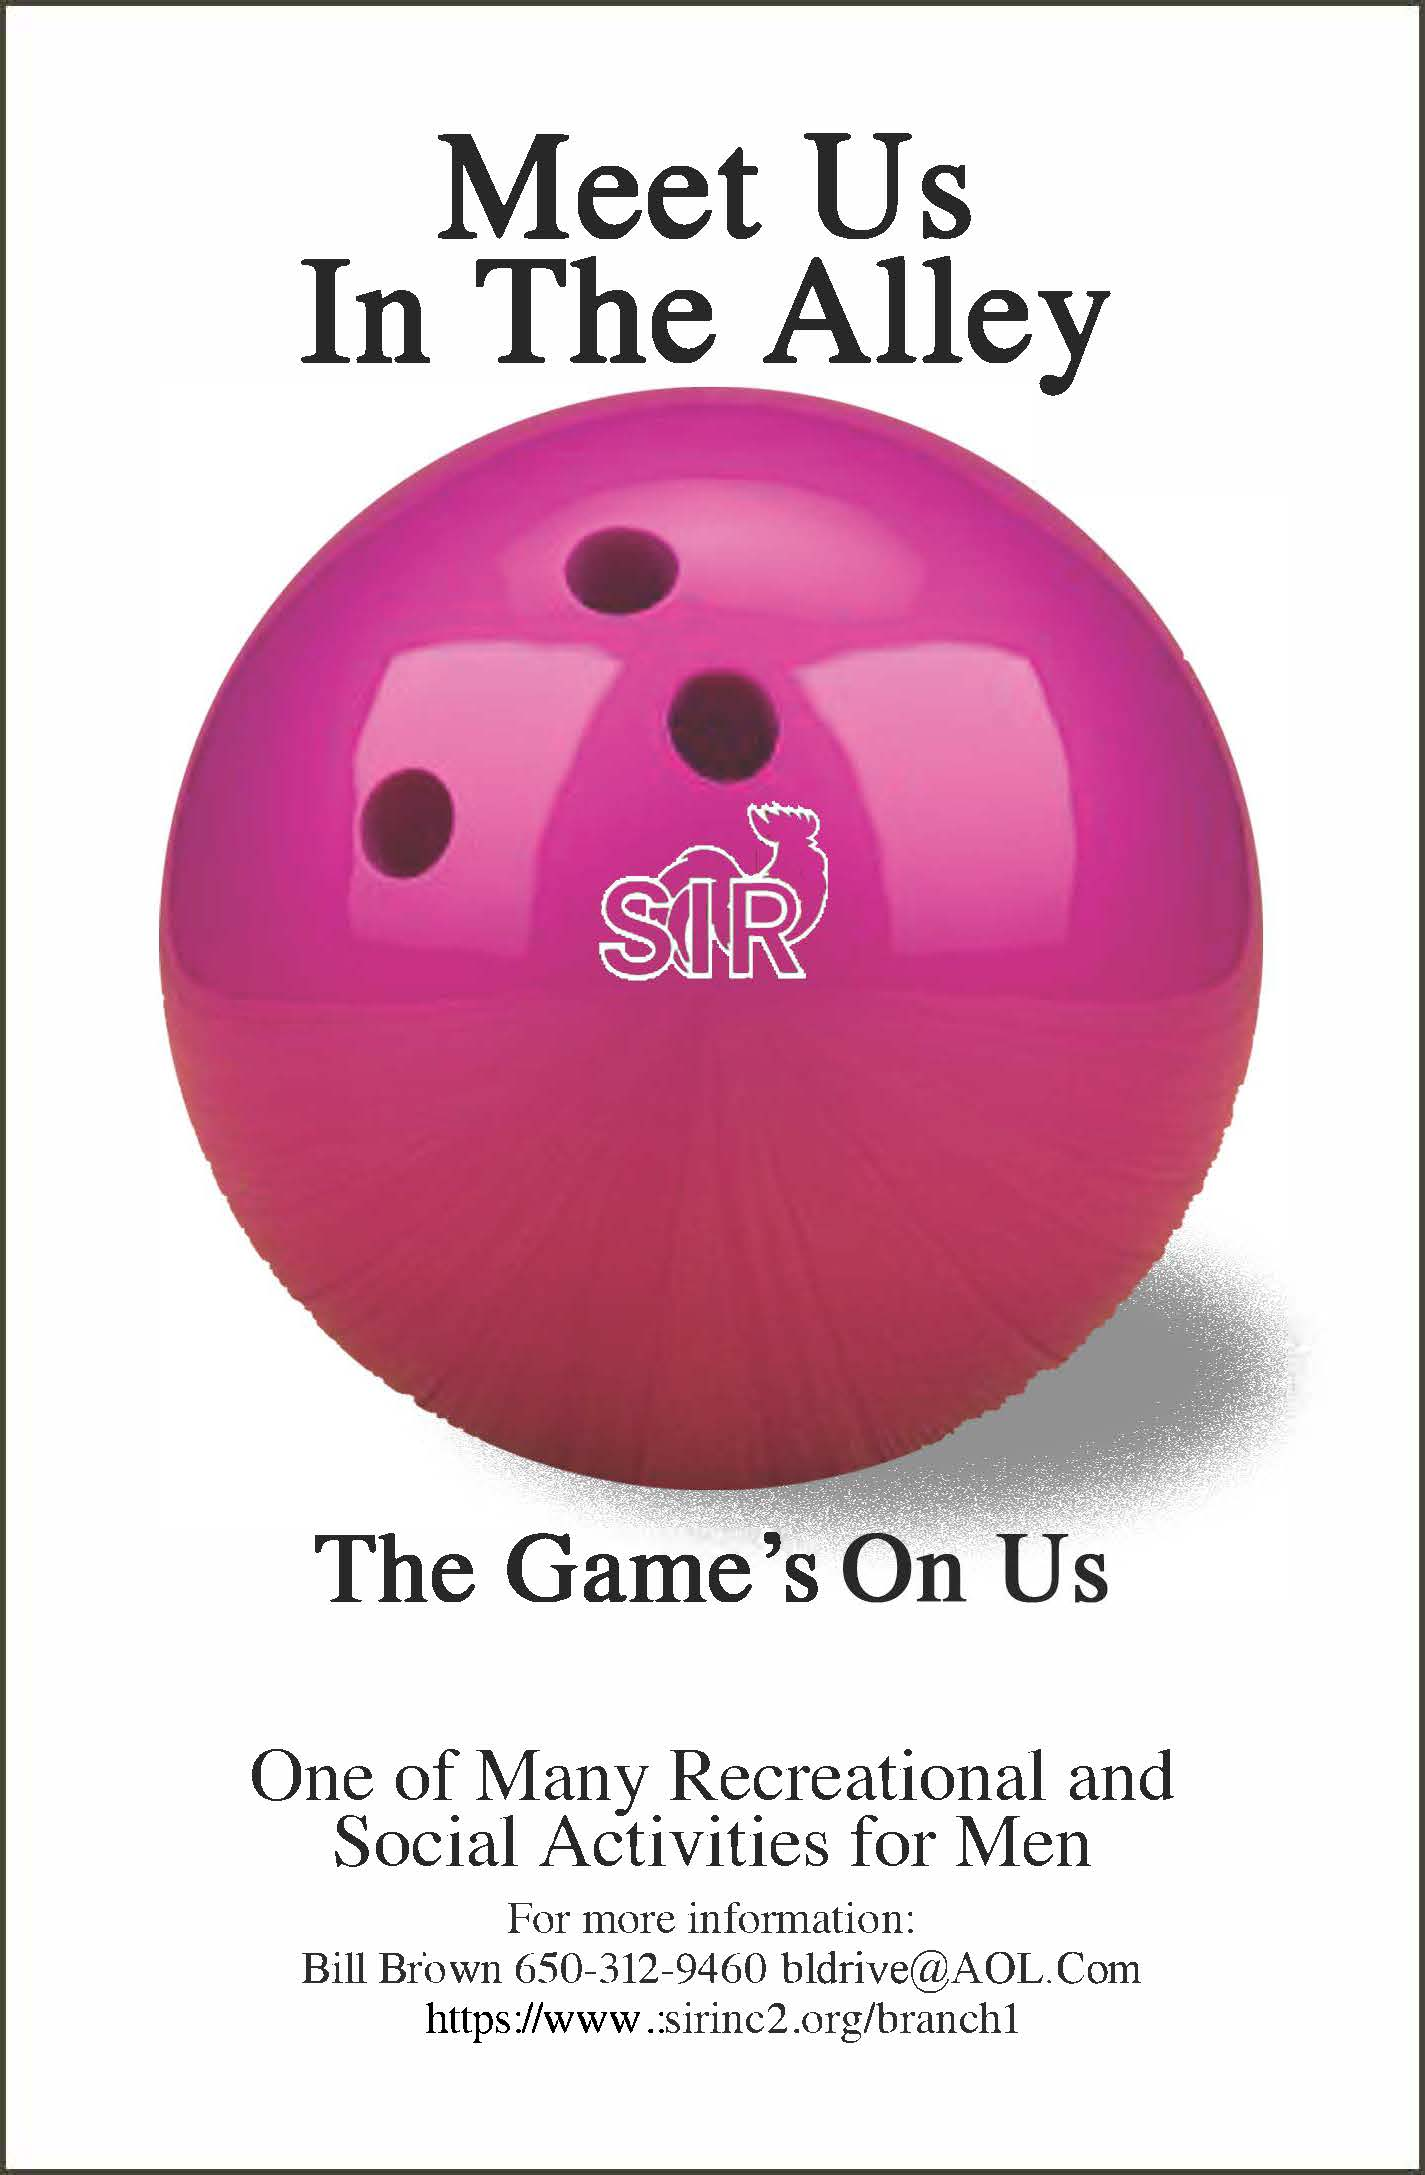 Meet Us
In The Alley
SIR
The Game's On Us
One of Many Recreational and
Social Activities for Men
For more information:
Bill Brown 650-312-9460 bldrive@AOL.Com
https://www.:sirinc2.org/branch1